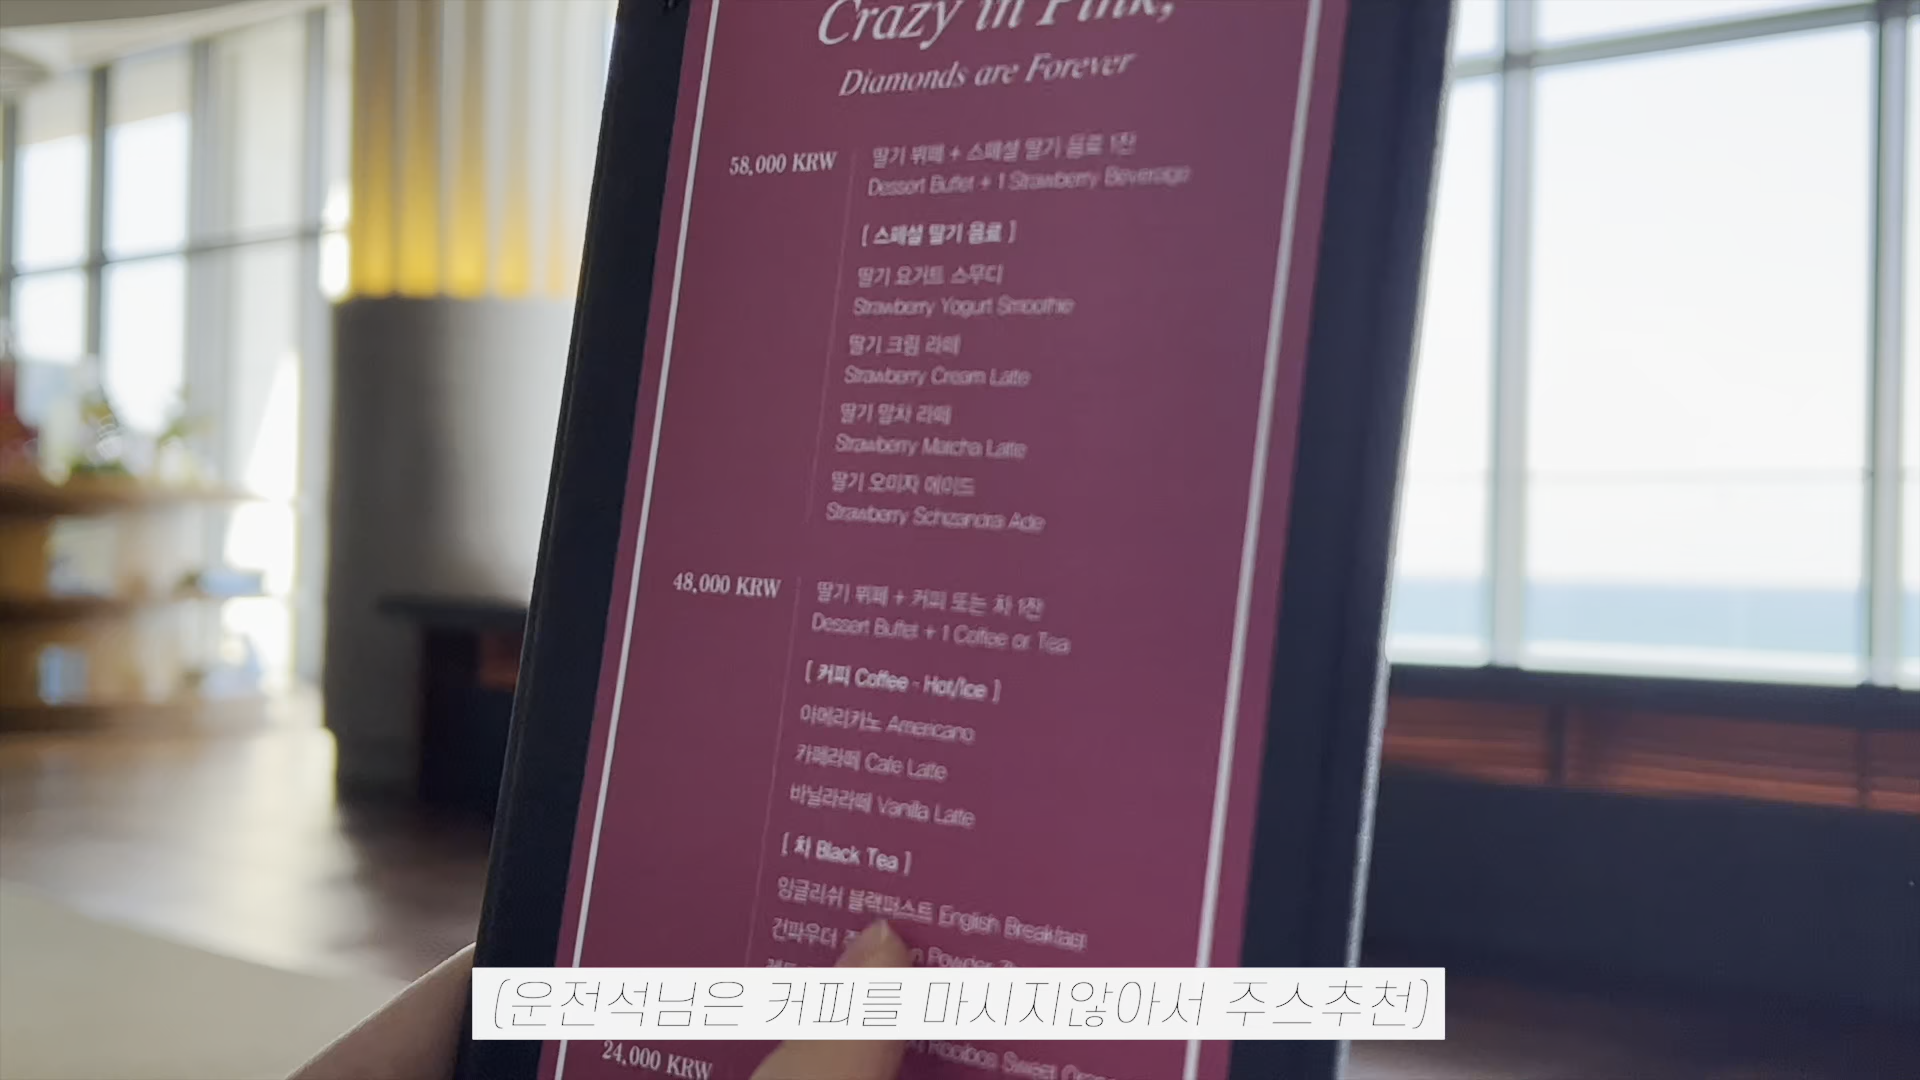 Crazy in Pink,
Diamonds are Forever
58,000 KRW
딸기 뷔페 + 스페셜 딸기 음료 1잔
Dessert Buffet + 1 Strawberry Beverage
[ 스페셜 딸기 음료 ]
딸기 요거트 스무디
Strawberry Yogurt Smoothie
딸기 크림 라떼
Strawberry Cream Latte
딸기 말차 라떼
Strawberry Matcha Latte
딸기 오미자 에이드
Strawberry Schizandra Ade
48,000 KRW
딸기 뷔페 + 커피 또는 차 1잔
Dessert Buffet + 1 Coffee or Tea
[ 커피 Coffee - Hot/Ice ]
아메리카노 Americano
카페라떼 Cafe Latte
바닐라라떼 Vanilla Latte
[ 차 Black Tea ]
잉글리쉬 블랙퍼스트 English Breakfast
건파우더 Powder
(운전석님은 커피를 마시지않아서 주스추천)
Rooibos Sweet
24,000 KRW